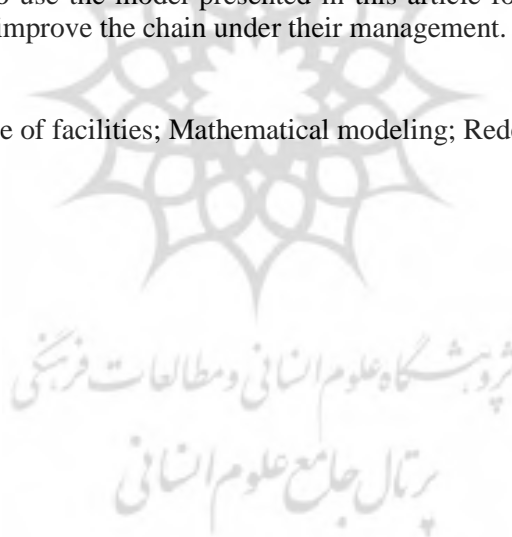 o use the model presented in this article fo
improve the chain under their management.
e of facilities; Mathematical modeling; Red
پژوهشگاه علوم انسانی و مطالعات فرهنگی
پرتال جامع علوم انسانی